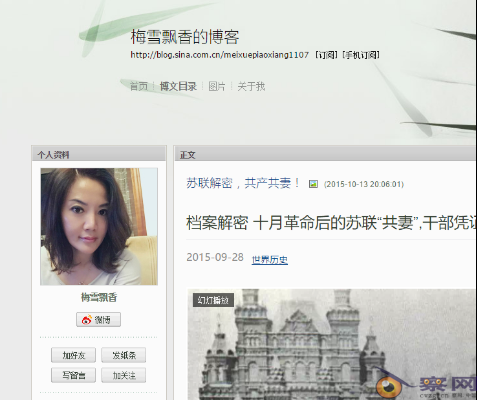 梅雪飘香的博客
http://blog.sina.com.cn/meixuepiaoxiang1107 [订阅] [手机订阅]
首页 博文目录 图片 关于我
个人资料
梅雪飘香
微博
加好友 发纸条
写留言 加关注
正文
苏联解密，共产共妻！ (2015-10-13 20:06:01)
档案解密 十月革命后的苏联“共妻”,干部凭证
2015-09-28 世界历史
幻灯播放
案网